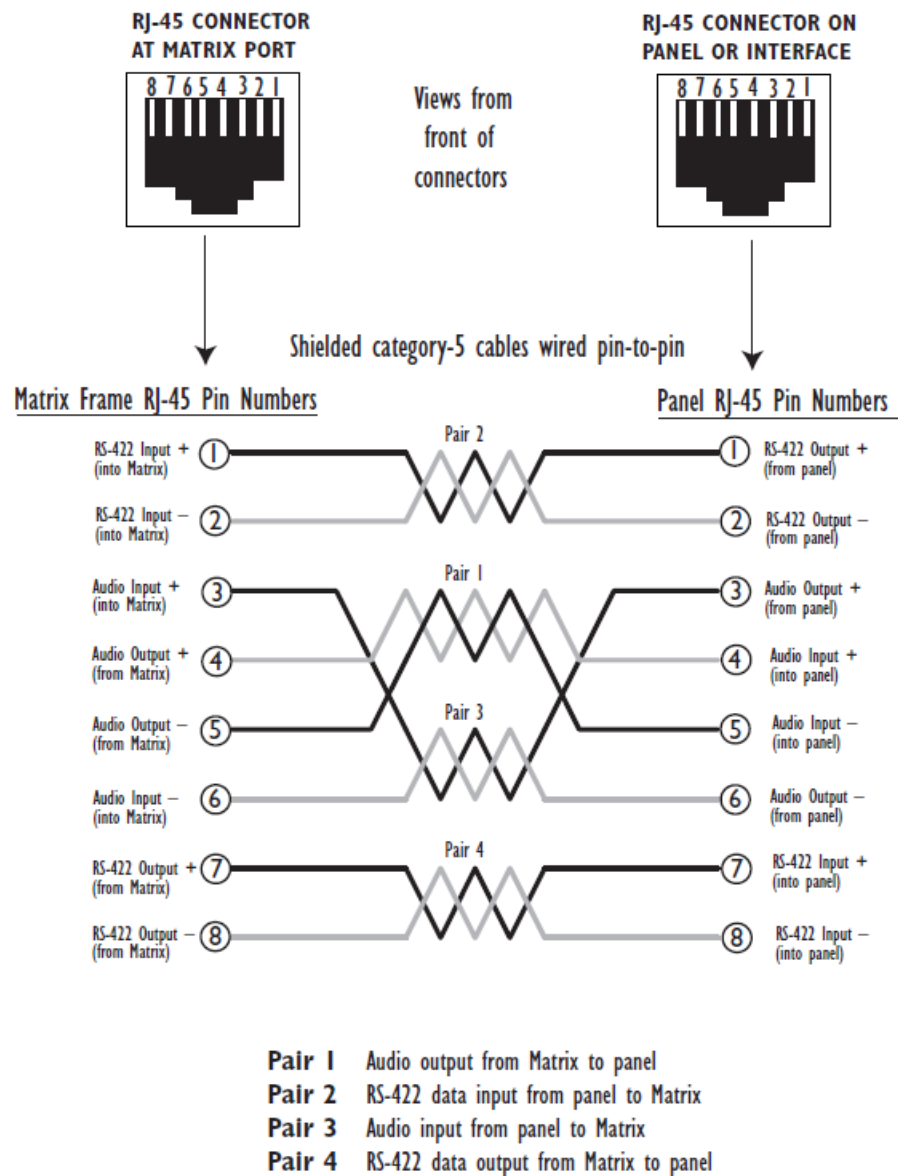 RJ-45 CONNECTOR
AT MATRIX PORT
RJ-45 CONNECTOR ON
PANEL OR INTERFACE
8 7 6 5 4 3 2 1
8 7 6 5 4 3 2 1
Views from
front of
connectors
Shielded category-5 cables wired pin-to-pin
Matrix Frame RJ-45 Pin Numbers
Panel RJ-45 Pin Numbers
RS-422 Input +
(into Matrix)
1
Pair 2
1
RS-422 Output +
(from panel)
RS-422 Input –
(into Matrix)
2
2
RS-422 Output –
(from panel)
Audio Input +
(into Matrix)
3
Pair 1
3
Audio Output +
(from panel)
Audio Output +
(from Matrix)
4
4
Audio Input +
(into panel)
Audio Output –
(from Matrix)
5
Pair 3
5
Audio Input –
(into panel)
Audio Input –
(into Matrix)
6
6
Audio Output –
(from panel)
RS-422 Output +
(from Matrix)
7
Pair 4
7
RS-422 Input +
(into panel)
RS-422 Output –
(from Matrix)
8
8
RS-422 Input –
(into panel)
Pair 1 Audio output from Matrix to panel
Pair 2 RS-422 data input from panel to Matrix
Pair 3 Audio input from panel to Matrix
Pair 4 RS-422 data output from Matrix to panel